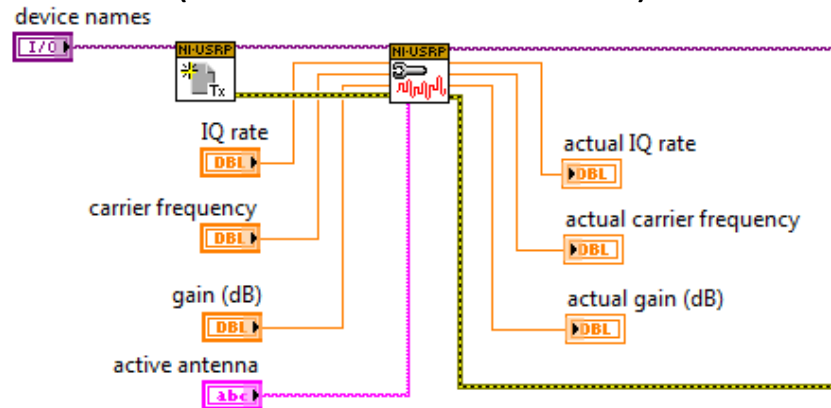 device names
I/O
NI-USRP
NI-USRP
Tx
IQ rate
DBL
actual IQ rate
DBL
carrier frequency
DBL
actual carrier frequency
DBL
gain (dB)
DBL
actual gain (dB)
DBL
active antenna
abc